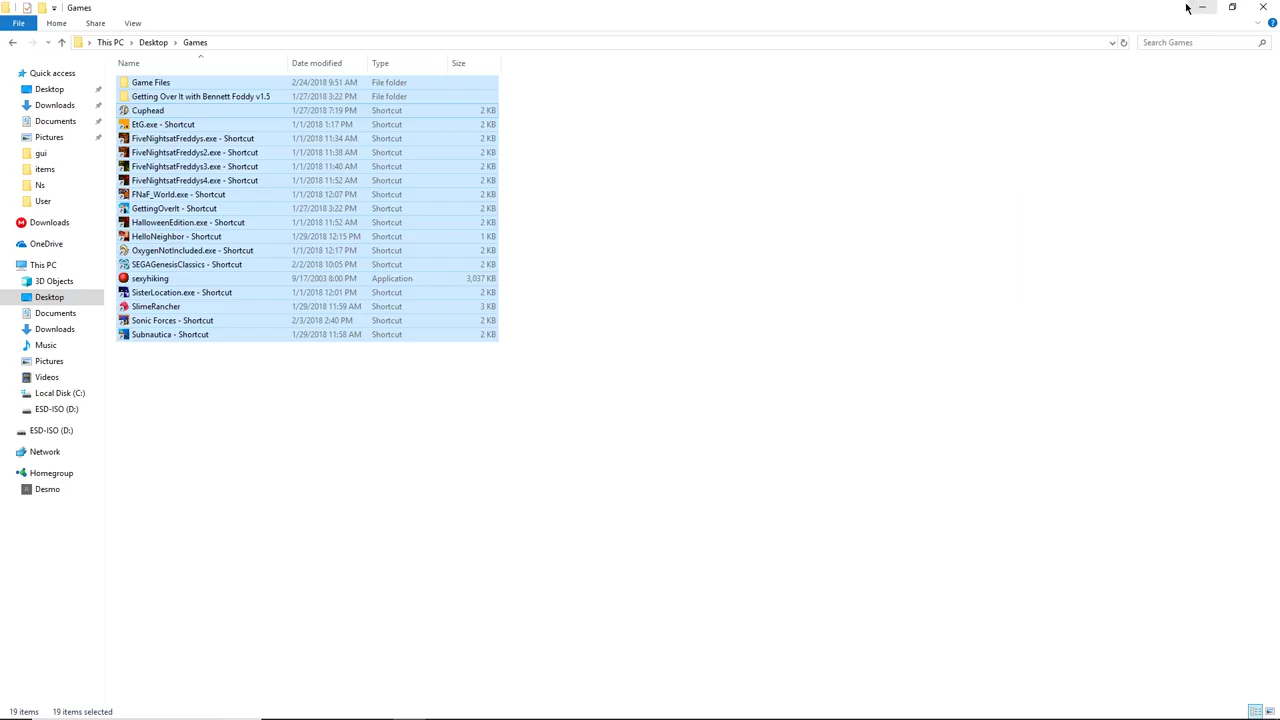 Games
File Home Share View
This PC Desktop Games
Search Games
Name Date modified Type Size
Quick access
Desktop
Downloads
Documents
Pictures
gui
items
Ns
User
Downloads
OneDrive
This PC
3D Objects
Desktop
Documents
Downloads
Music
Pictures
Videos
Local Disk (C:)
ESD-ISO (D:)
ESD-ISO (D:)
Network
Homegroup
Desmo
Game Files 2/24/2018 9:51 AM File folder
Getting Over It with Bennett Foddy v1.5 1/27/2018 3:22 PM File folder
Cuphead 1/27/2018 7:19 PM Shortcut 2 KB
EtG.exe - Shortcut 1/1/2018 1:17 PM Shortcut 2 KB
FiveNightsatFreddys.exe - Shortcut 1/1/2018 11:34 AM Shortcut 2 KB
FiveNightsatFreddys2.exe - Shortcut 1/1/2018 11:38 AM Shortcut 2 KB
FiveNightsatFreddys3.exe - Shortcut 1/1/2018 11:40 AM Shortcut 2 KB
FiveNightsatFreddys4.exe - Shortcut 1/1/2018 11:52 AM Shortcut 2 KB
FNaF_World.exe - Shortcut 1/1/2018 12:07 PM Shortcut 2 KB
GettingOverIt - Shortcut 1/27/2018 3:22 PM Shortcut 2 KB
HalloweenEdition.exe - Shortcut 1/1/2018 11:52 AM Shortcut 2 KB
HelloNeighbor - Shortcut 1/29/2018 12:15 PM Shortcut 1 KB
OxygenNotIncluded.exe - Shortcut 1/1/2018 12:17 PM Shortcut 2 KB
SEGAGenesisClassics - Shortcut 2/2/2018 10:05 PM Shortcut 2 KB
sexyhiking 9/17/2003 8:00 PM Application 3,037 KB
SisterLocation.exe - Shortcut 1/1/2018 12:01 PM Shortcut 2 KB
SlimeRancher 1/29/2018 11:59 AM Shortcut 3 KB
Sonic Forces - Shortcut 2/3/2018 2:40 PM Shortcut 2 KB
Subnautica - Shortcut 1/29/2018 11:58 AM Shortcut 2 KB
19 items 19 items selected